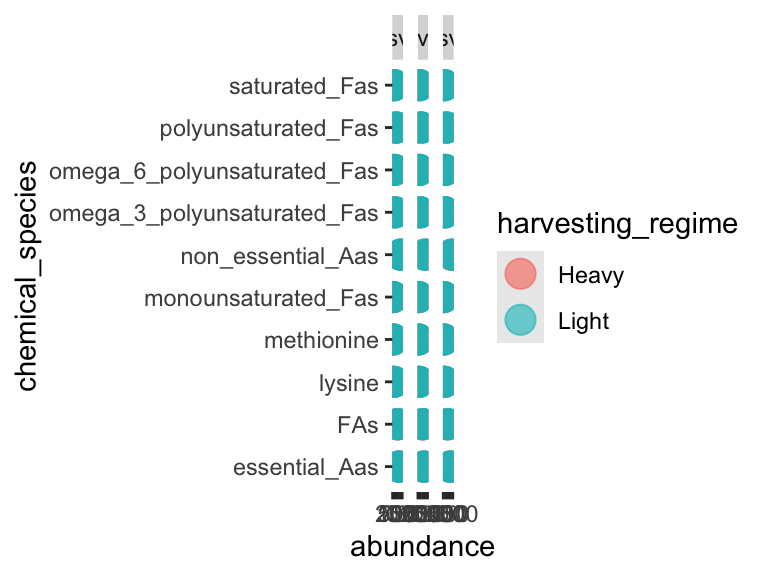 saturated_Fas
polyunsaturated_Fas
omega_6_polyunsaturated_Fas
omega_3_polyunsaturated_Fas
non_essential_Aas
monounsaturated_Fas
methionine
lysine
FAs
essential_Aas
chemical_species
abundance
harvesting_regime
Heavy
Light